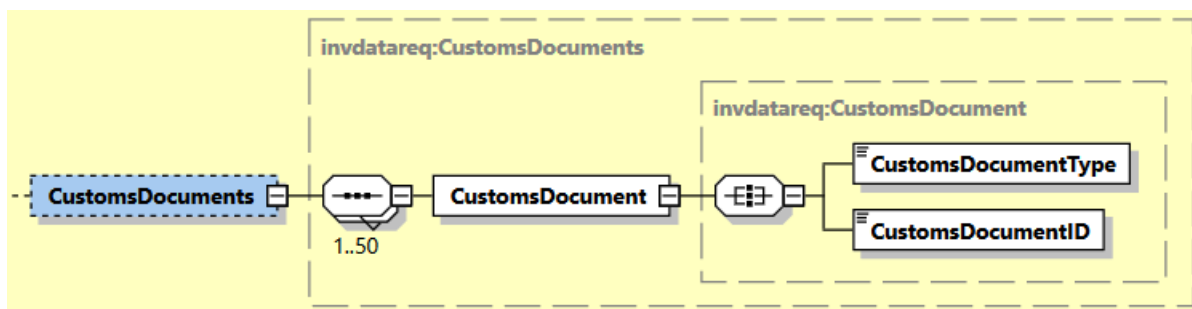 invdatareq:CustomsDocuments
invdatareq:CustomsDocument
CustomsDocuments
CustomsDocument
CustomsDocumentType
CustomsDocumentID
1..50